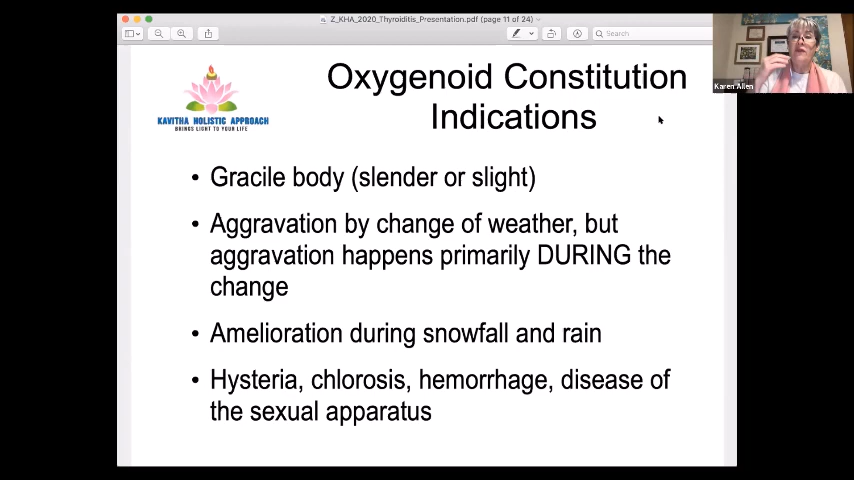 Z_KHA_2020_Thyroiditis_Presentation.pdf (page 11 of 24)
Search
Karen Allen
KAVITHA HOLISTIC APPROACH
BRINGS LIGHT TO YOUR LIFE
Oxygenoid Constitution
Indications
• Gracile body (slender or slight)
• Aggravation by change of weather, but
aggravation happens primarily DURING the
change
• Amelioration during snowfall and rain
• Hysteria, chlorosis, hemorrhage, disease of
the sexual apparatus